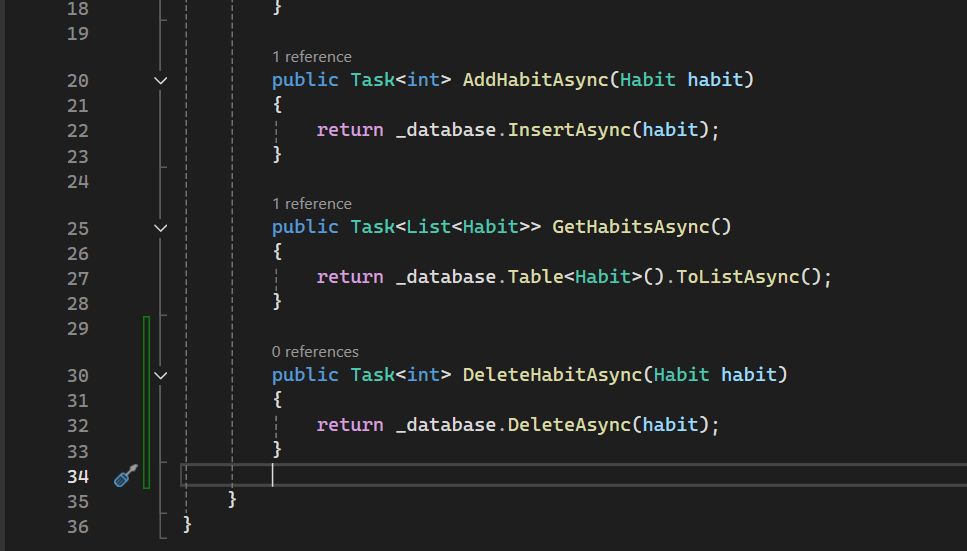 18 }
19
1 reference
20 public Task<int> AddHabitAsync(Habit habit)
21 {
22 return _database.InsertAsync(habit);
23 }
24
1 reference
25 public Task<List<Habit>> GetHabitsAsync()
26 {
27 return _database.Table<Habit>().ToListAsync();
28 }
29
0 references
30 public Task<int> DeleteHabitAsync(Habit habit)
31 {
32 return _database.DeleteAsync(habit);
33 }
34
35 }
36 }